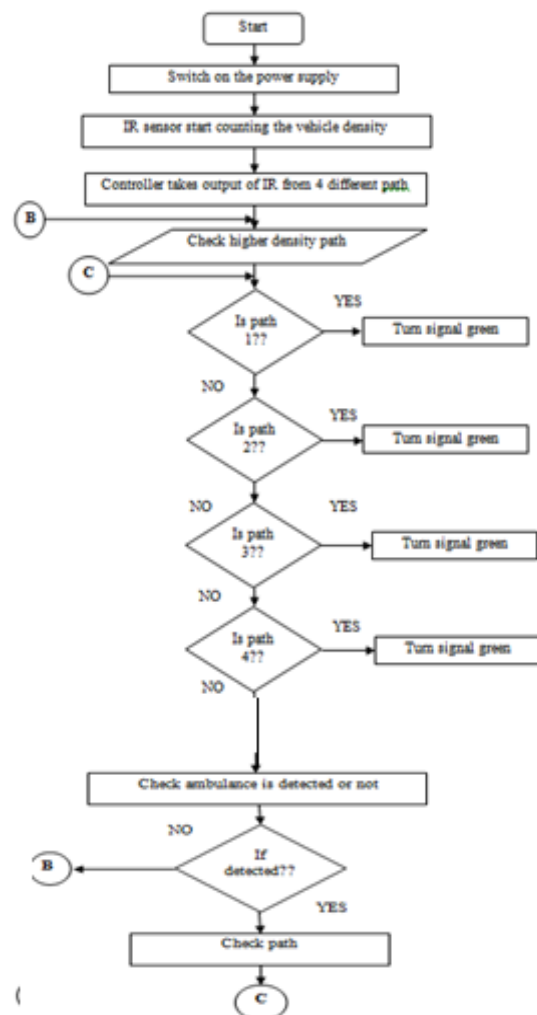 Start
Switch on the power supply
IR sensor start counting the vehicle density
Controller takes output of IR from 4 different path
B
Check higher density path
C
Is path
1??
YES
Turn signal green
NO
Is path
2??
YES
Turn signal green
NO
Is path
3??
YES
Turn signal green
NO
Is path
4??
YES
Turn signal green
NO
Check ambulance is detected or not
NO
If
detected??
B
YES
Check path
C
(